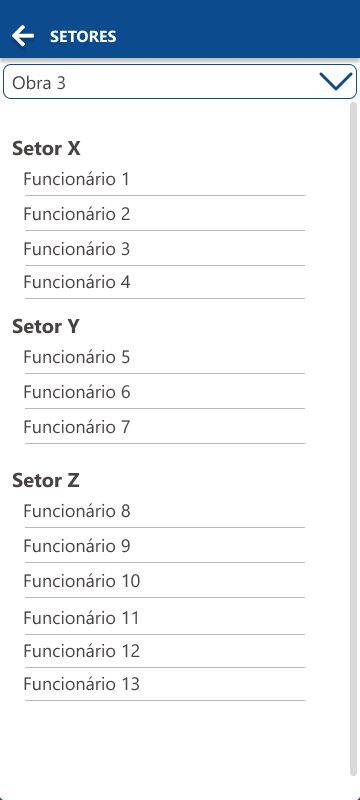 SETORES
Obra 3
Setor X
Funcionário 1
Funcionário 2
Funcionário 3
Funcionário 4
Setor Y
Funcionário 5
Funcionário 6
Funcionário 7
Setor Z
Funcionário 8
Funcionário 9
Funcionário 10
Funcionário 11
Funcionário 12
Funcionário 13